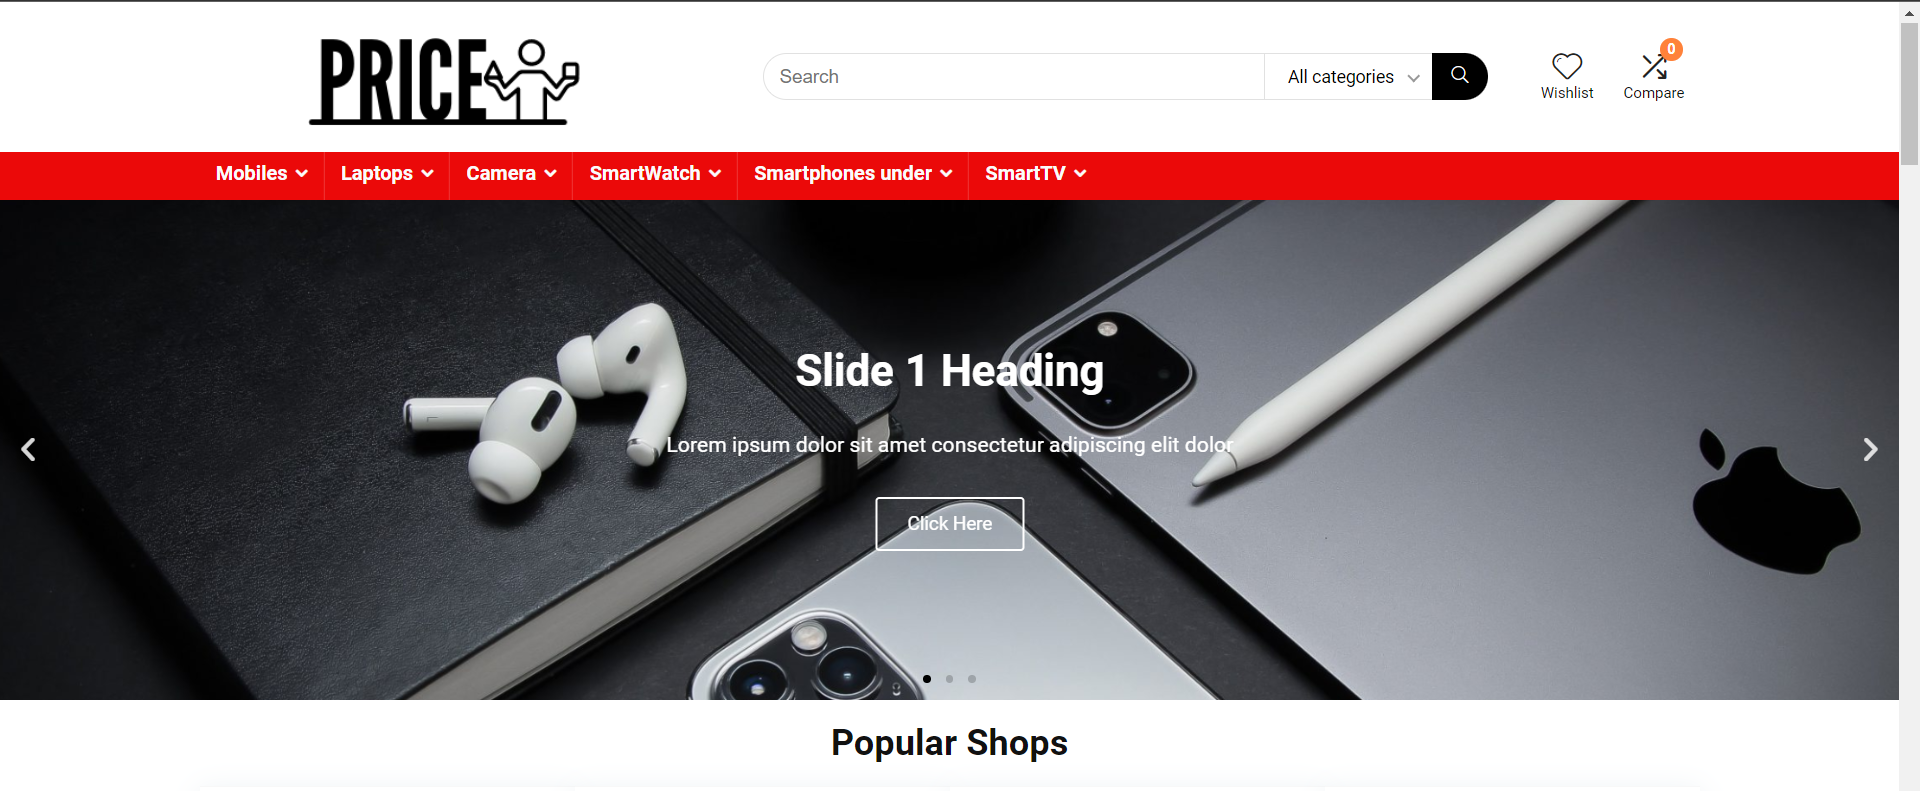 PRICE
Search
All categories
0
Wishlist
Compare
Mobiles
Laptops
Camera
SmartWatch
Smartphones under
SmartTV
Slide 1 Heading
Lorem ipsum dolor sit amet consectetur adipiscing elit dolor
Click Here
Popular Shops